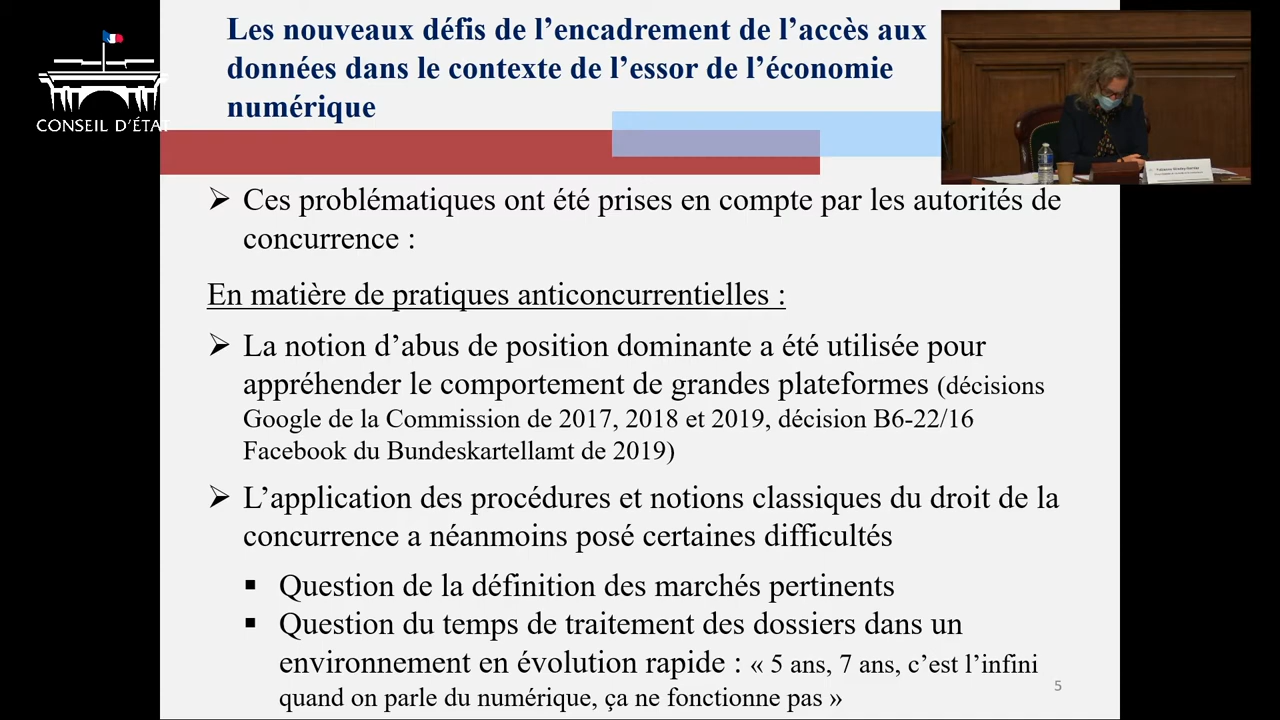 Les nouveaux défis de l’encadrement de l’accès aux
données dans le contexte de l’essor de l’économie
numérique
CONSEIL D’ÉTAT
➢ Ces problématiques ont été prises en compte par les autorités de
concurrence :
En matière de pratiques anticoncurrentielles :
➢ La notion d’abus de position dominante a été utilisée pour
appréhender le comportement de grandes plateformes (décisions
Google de la Commission de 2017, 2018 et 2019, décision B6-22/16
Facebook du Bundeskartellamt de 2019)
➢ L’application des procédures et notions classiques du droit de la
concurrence a néanmoins posé certaines difficultés
▪ Question de la définition des marchés pertinents
▪ Question du temps de traitement des dossiers dans un
environnement en évolution rapide : « 5 ans, 7 ans, c’est l’infini
quand on parle du numérique, ça ne fonctionne pas »
5